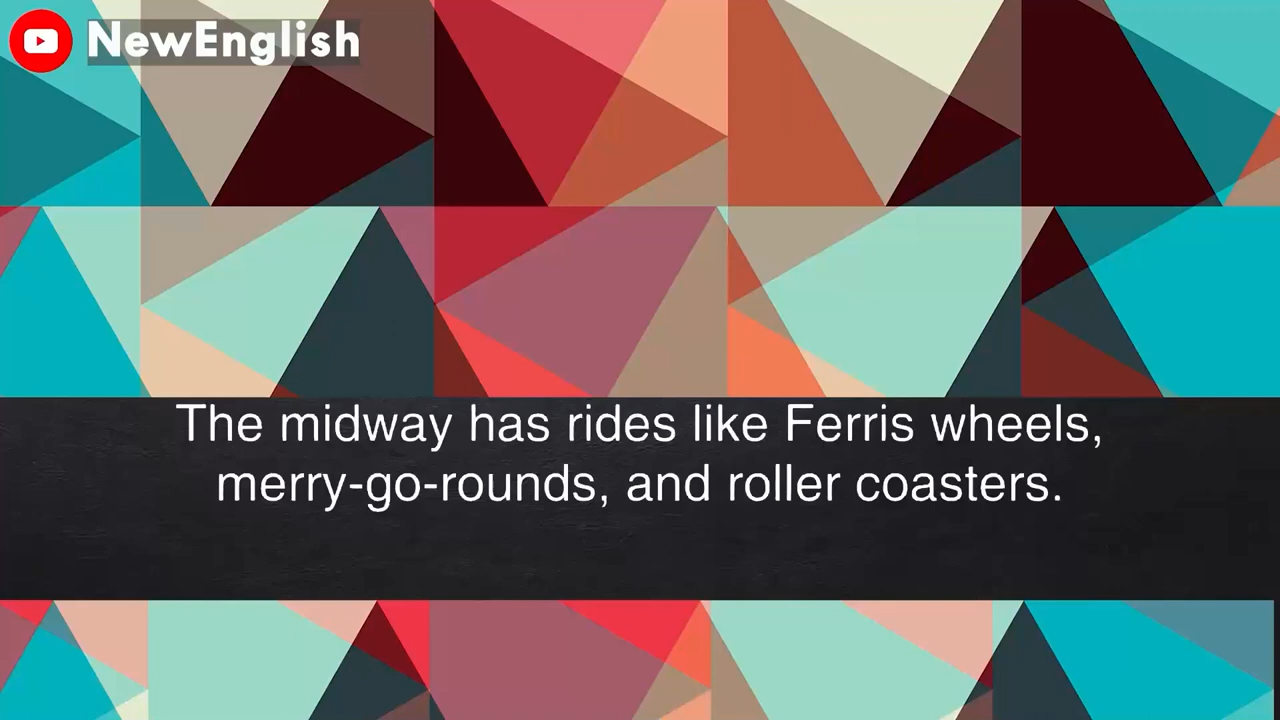 NewEnglish
The midway has rides like Ferris wheels,
merry-go-rounds, and roller coasters.